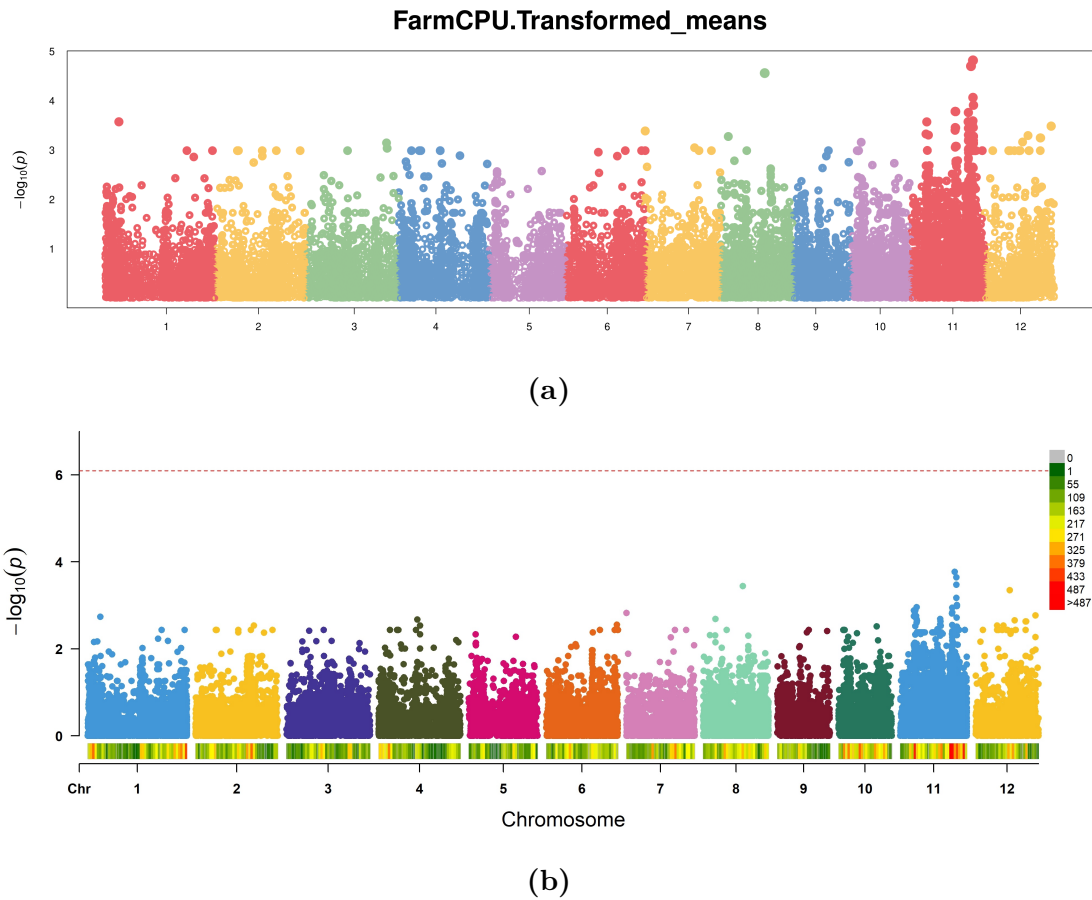 FarmCPU.Transformed_means
5
4
3
2
1
−log10(p)
1 2 3 4 5 6 7 8 9 10 11 12
(a)
6
4
2
0
−log10(p)
0
1
55
109
163
217
271
325
379
433
487
>487
Chr 1 2 3 4 5 6 7 8 9 10 11 12
Chromosome
(b)